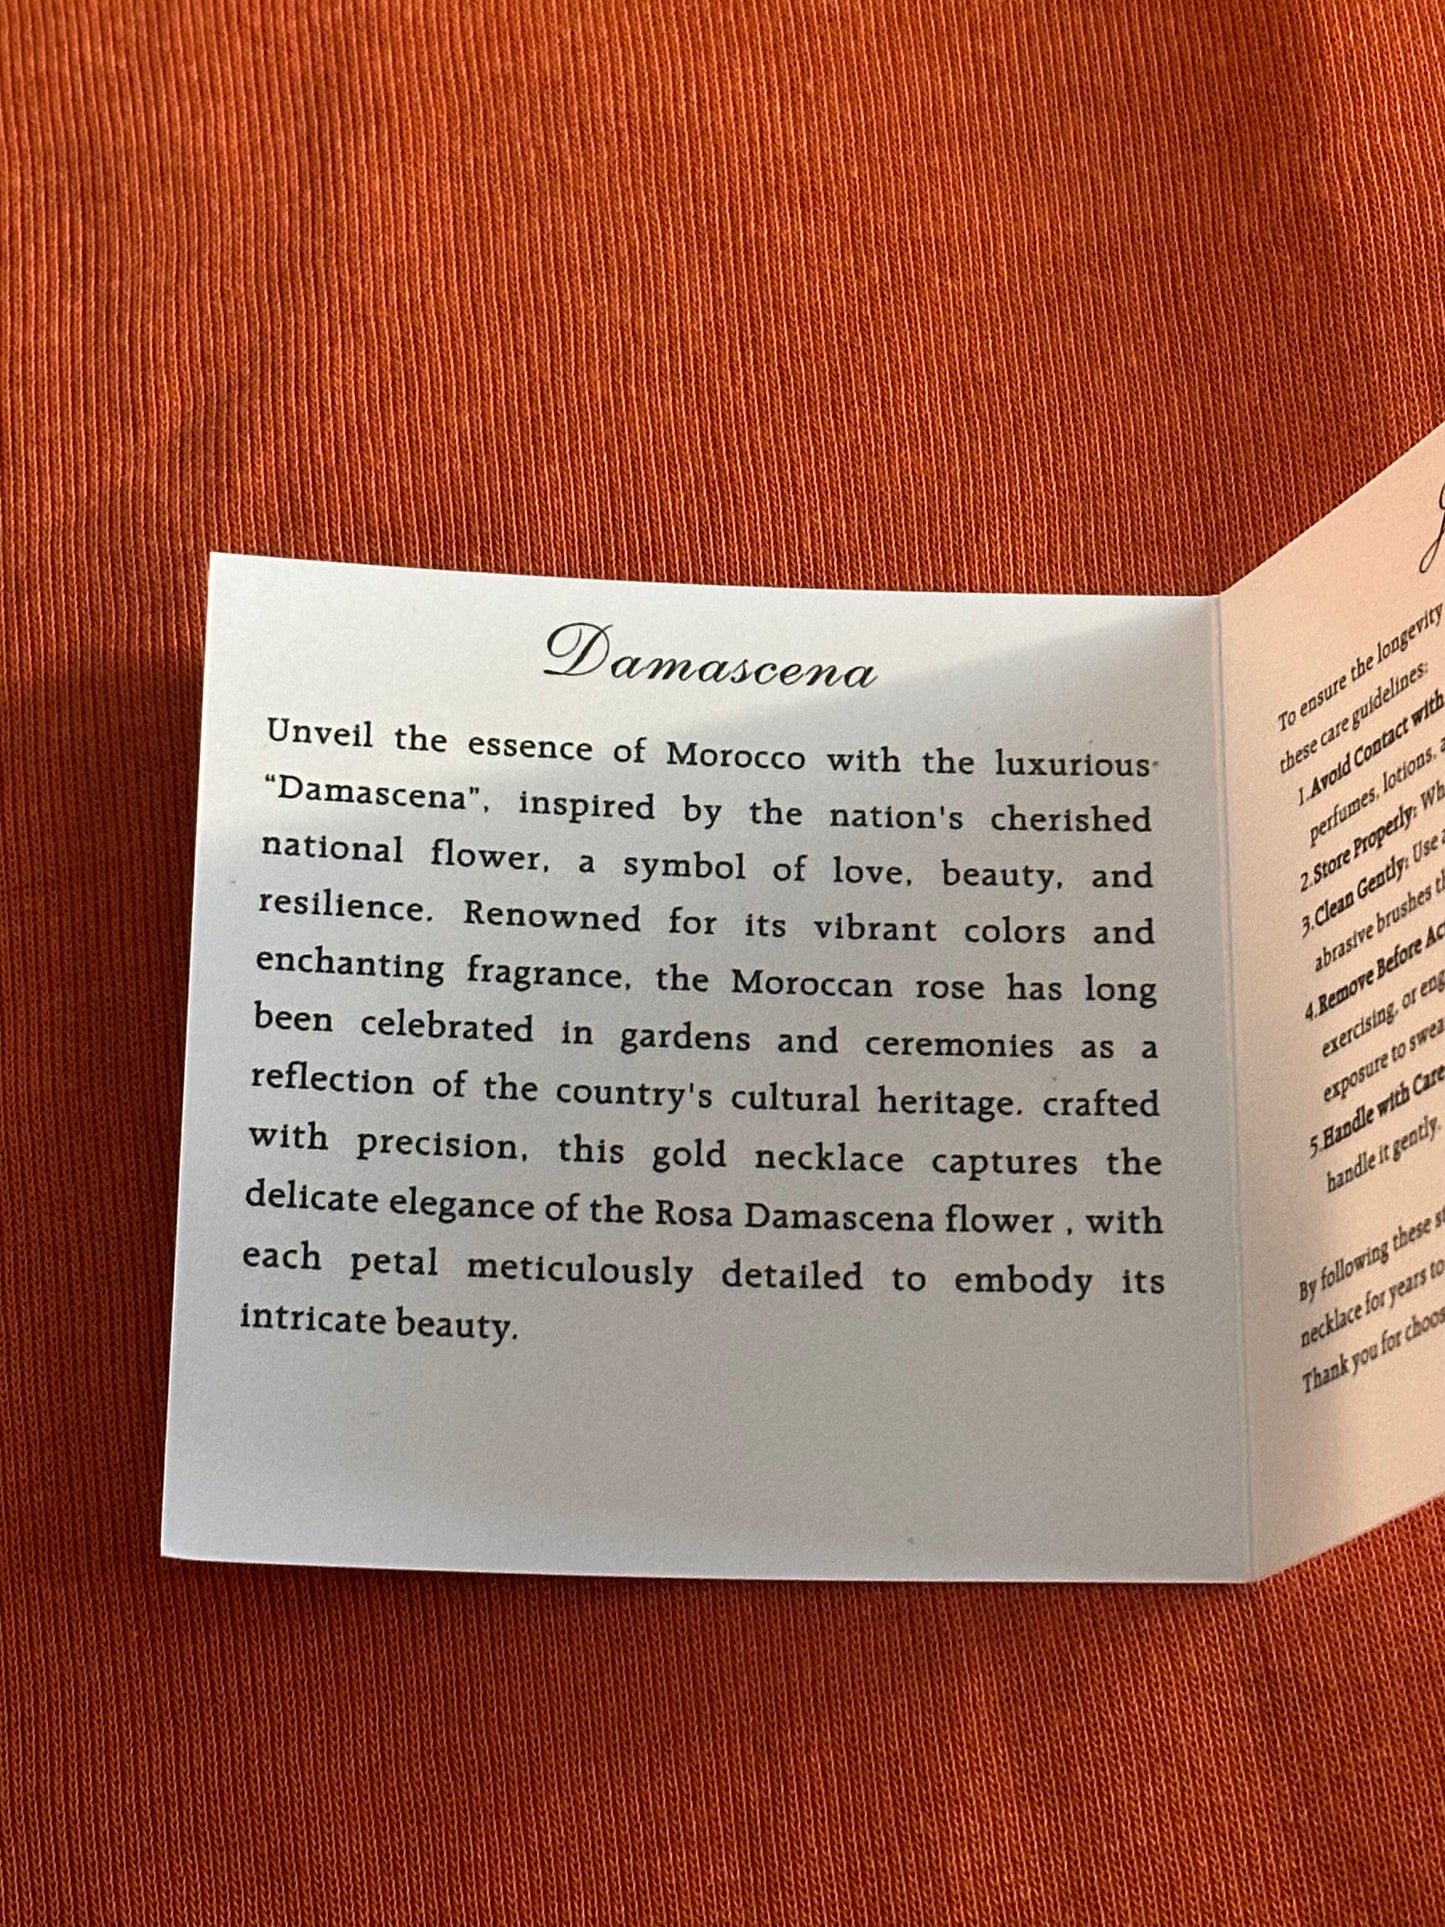 Damascena
Unveil the essence of Morocco with the luxurious
“Damascena”, inspired by the nation's cherished
national flower, a symbol of love, beauty, and
resilience. Renowned for its vibrant colors and
enchanting fragrance, the Moroccan rose has long
been celebrated in gardens and ceremonies as a
reflection of the country's cultural heritage. crafted
with precision, this gold necklace captures the
delicate elegance of the Rosa Damascena flower , with
each petal meticulously detailed to embody its
intricate beauty.
To ensure the longevity
these care guidelines:
1.Avoid Contact with
perfumes, lotions,
2.Store Properly:
3.Clean Gently: Use
abrasive brushes
4.Remove Before
exercising, or
exposure to
5.Handle with Care
handle it gently.
By following these
necklace for years to
Thank you for